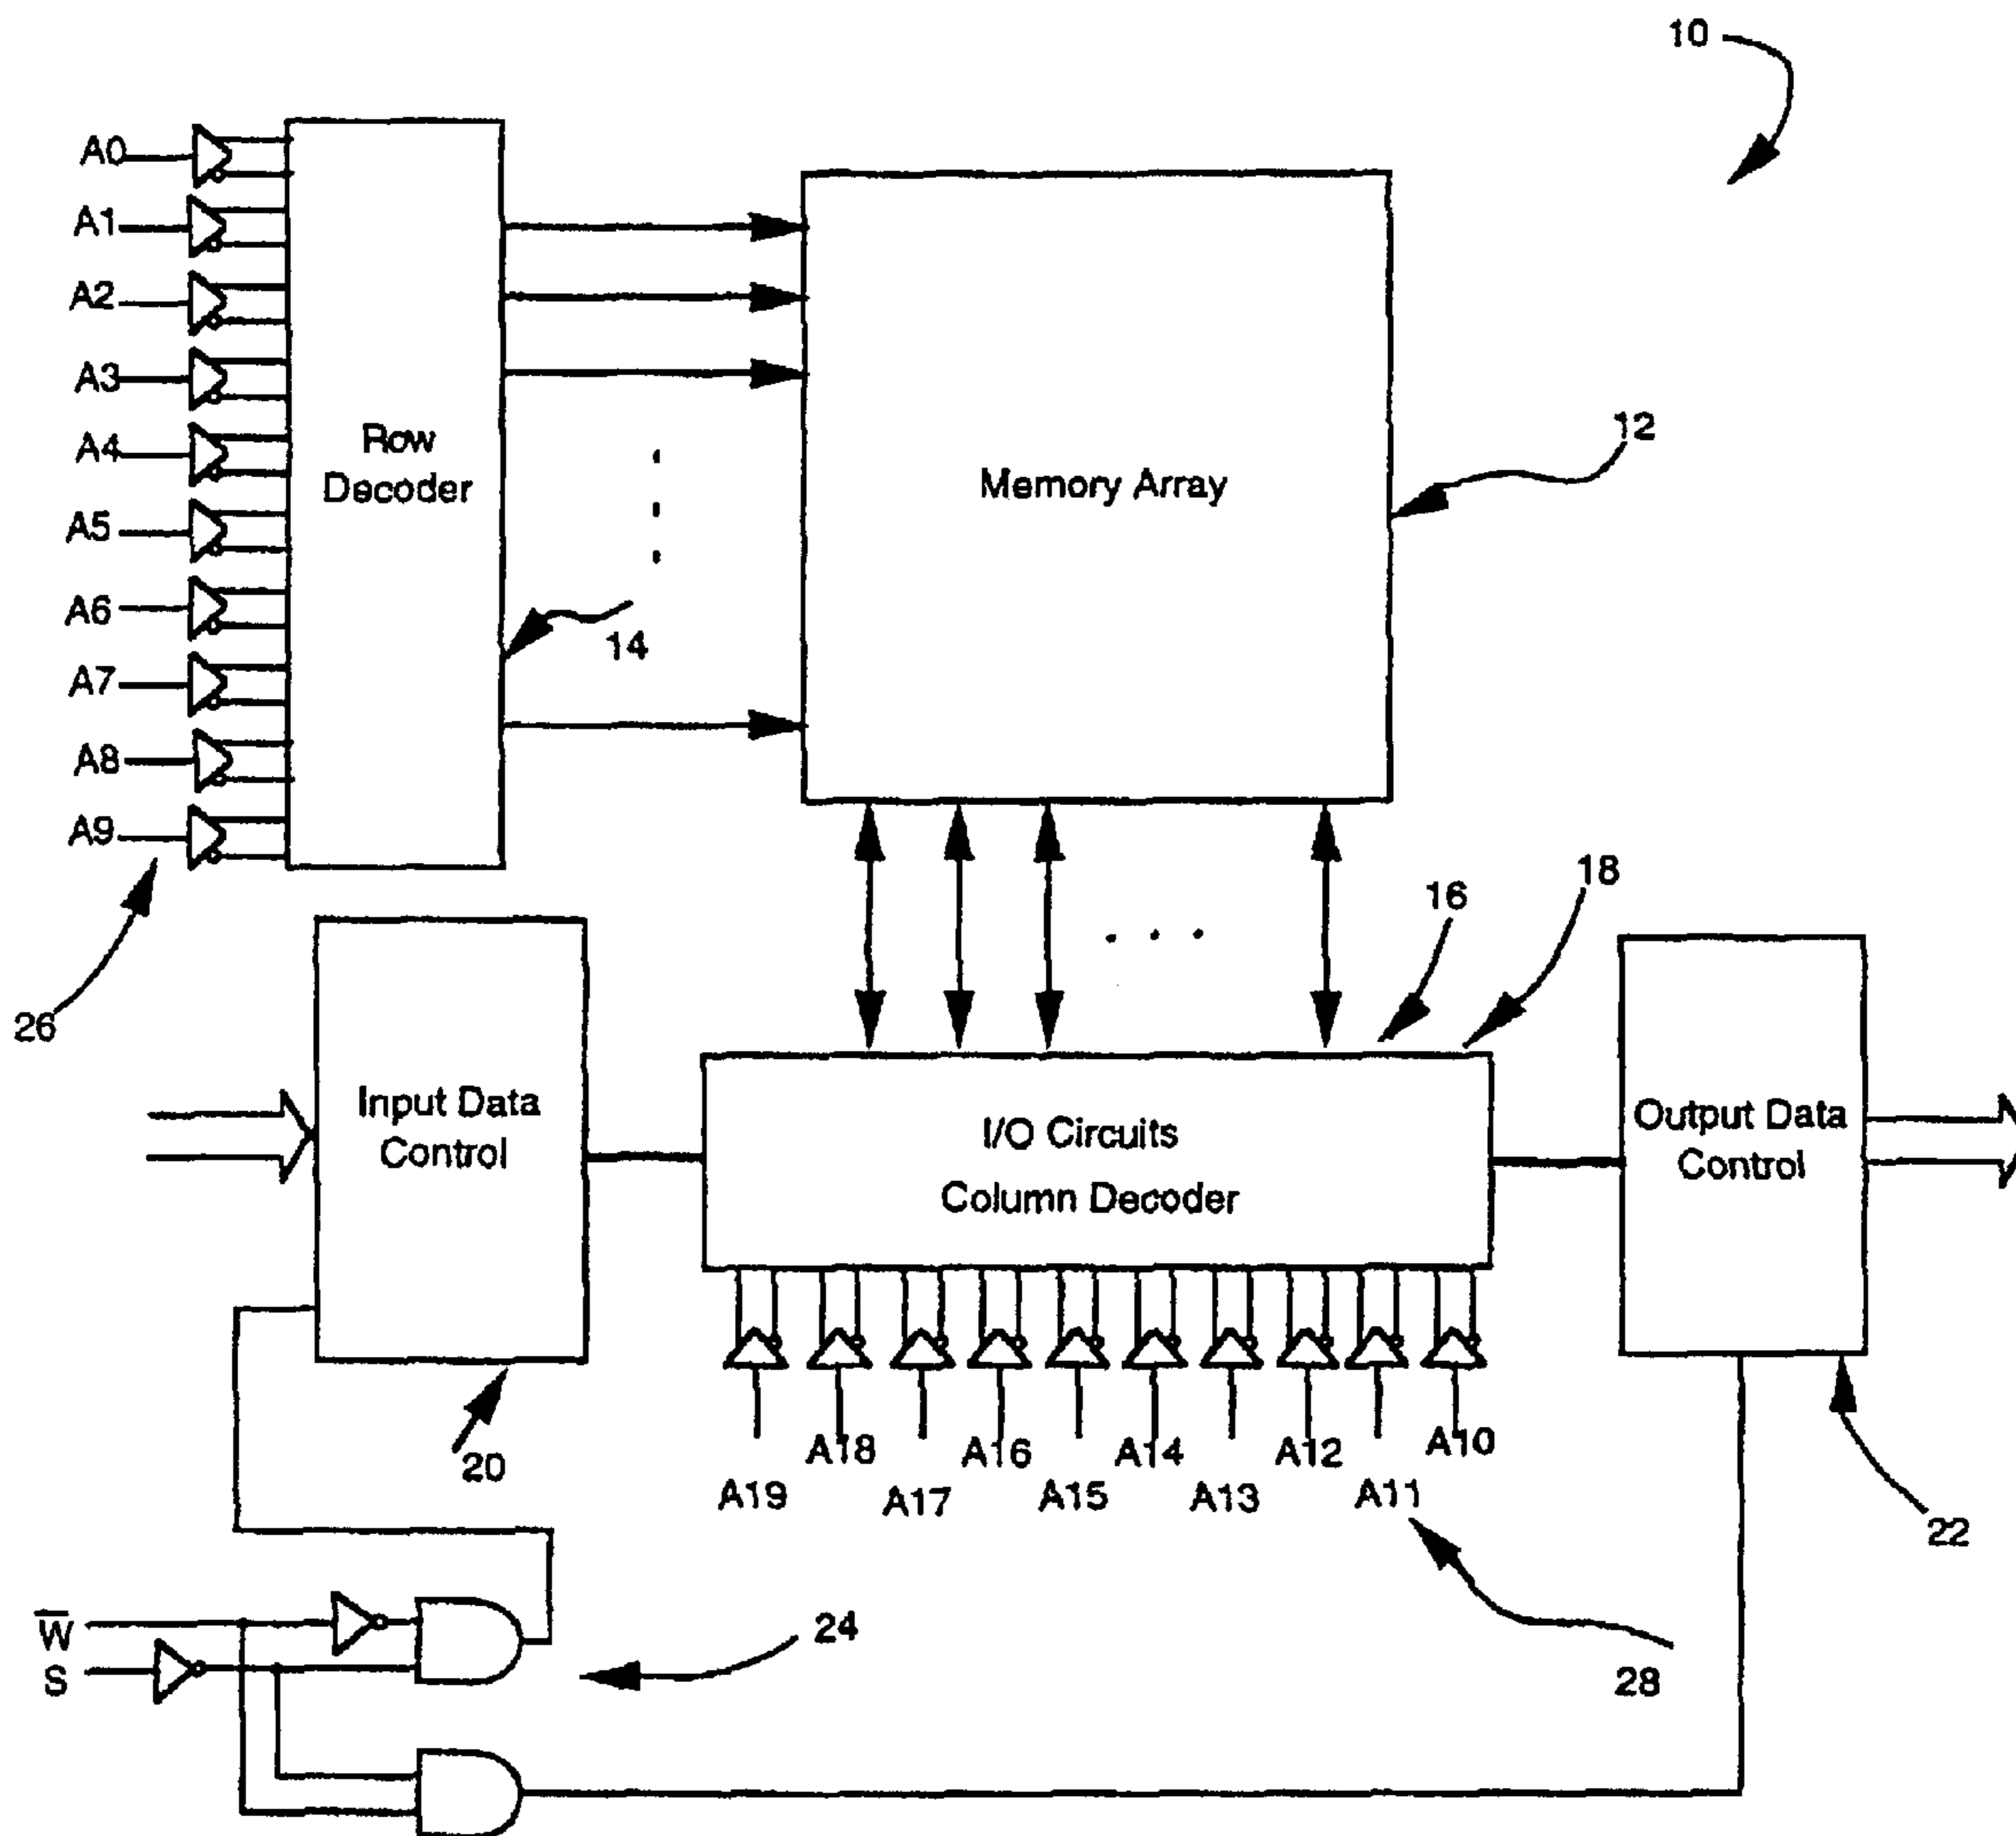 10
A0
A1
A2
A3
A4
A5
A6
A7
A8
A9
Row
Decoder
14
Memory Array
12
26
16
18
Input Data
Control
20
I/O Circuits
Column Decoder
Output Data
Control
22
A19
A18
A17
A16
A15
A14
A13
A12
A11
A10
28
W̅
S
24